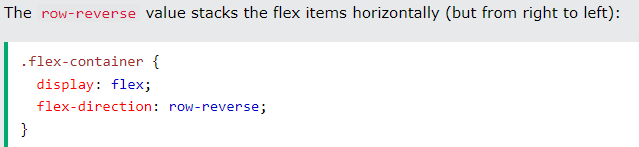 The row-reverse value stacks the flex items horizontally (but from right to left):
.flex-container {
  display: flex;
  flex-direction: row-reverse;
}